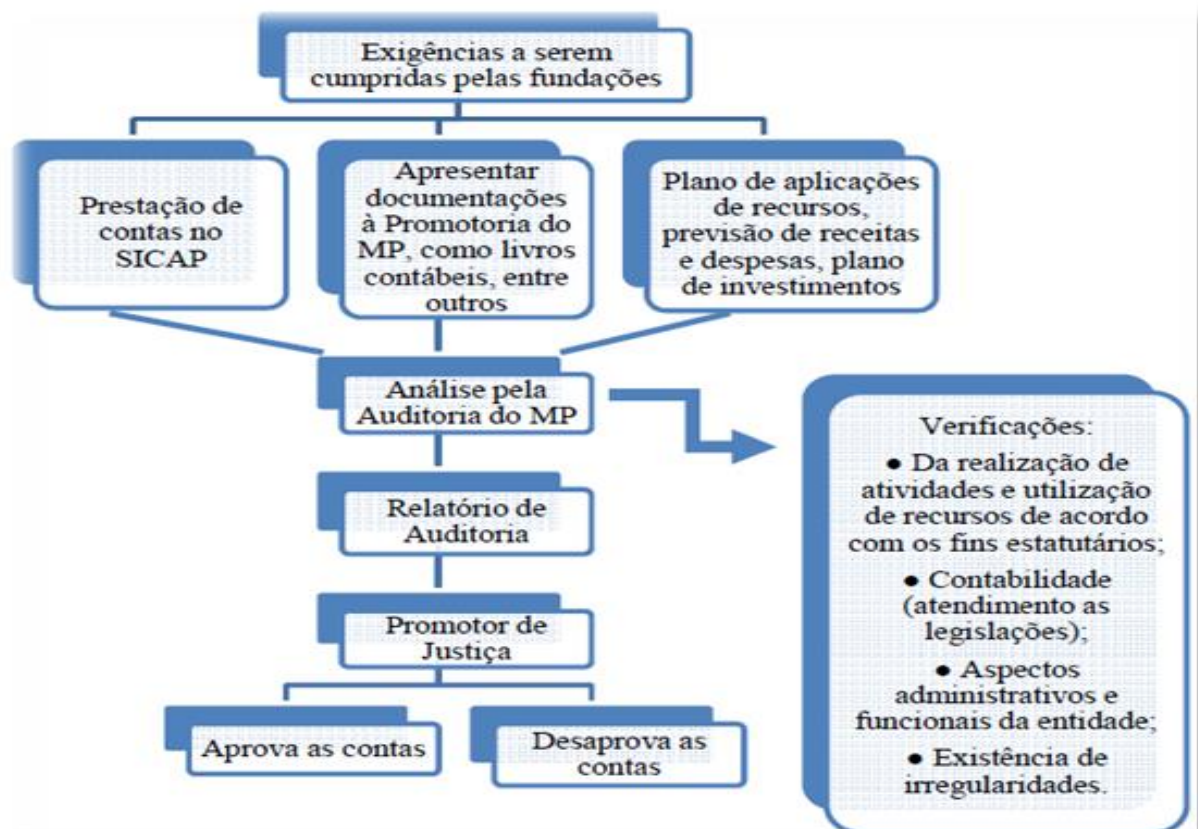 Exigências a serem
cumpridas pelas fundações
Prestação de
contas no
SICAP
Apresentar
documentações
à Promotoria do
MP, como livros
contábeis, entre
outros
Plano de aplicações
de recursos,
previsão de receitas
e despesas, plano
de investimentos
Análise pela
Auditoria do MP
Relatório de
Auditoria
Promotor de
Justiça
Aprova as contas
Desaprova as
contas
Verificações:
● Da realização de
atividades e utilização
de recursos de acordo
com os fins estatutários;
● Contabilidade
(atendimento as
legislações);
● Aspectos
administrativos e
funcionais da entidade;
● Existência de
irregularidades.